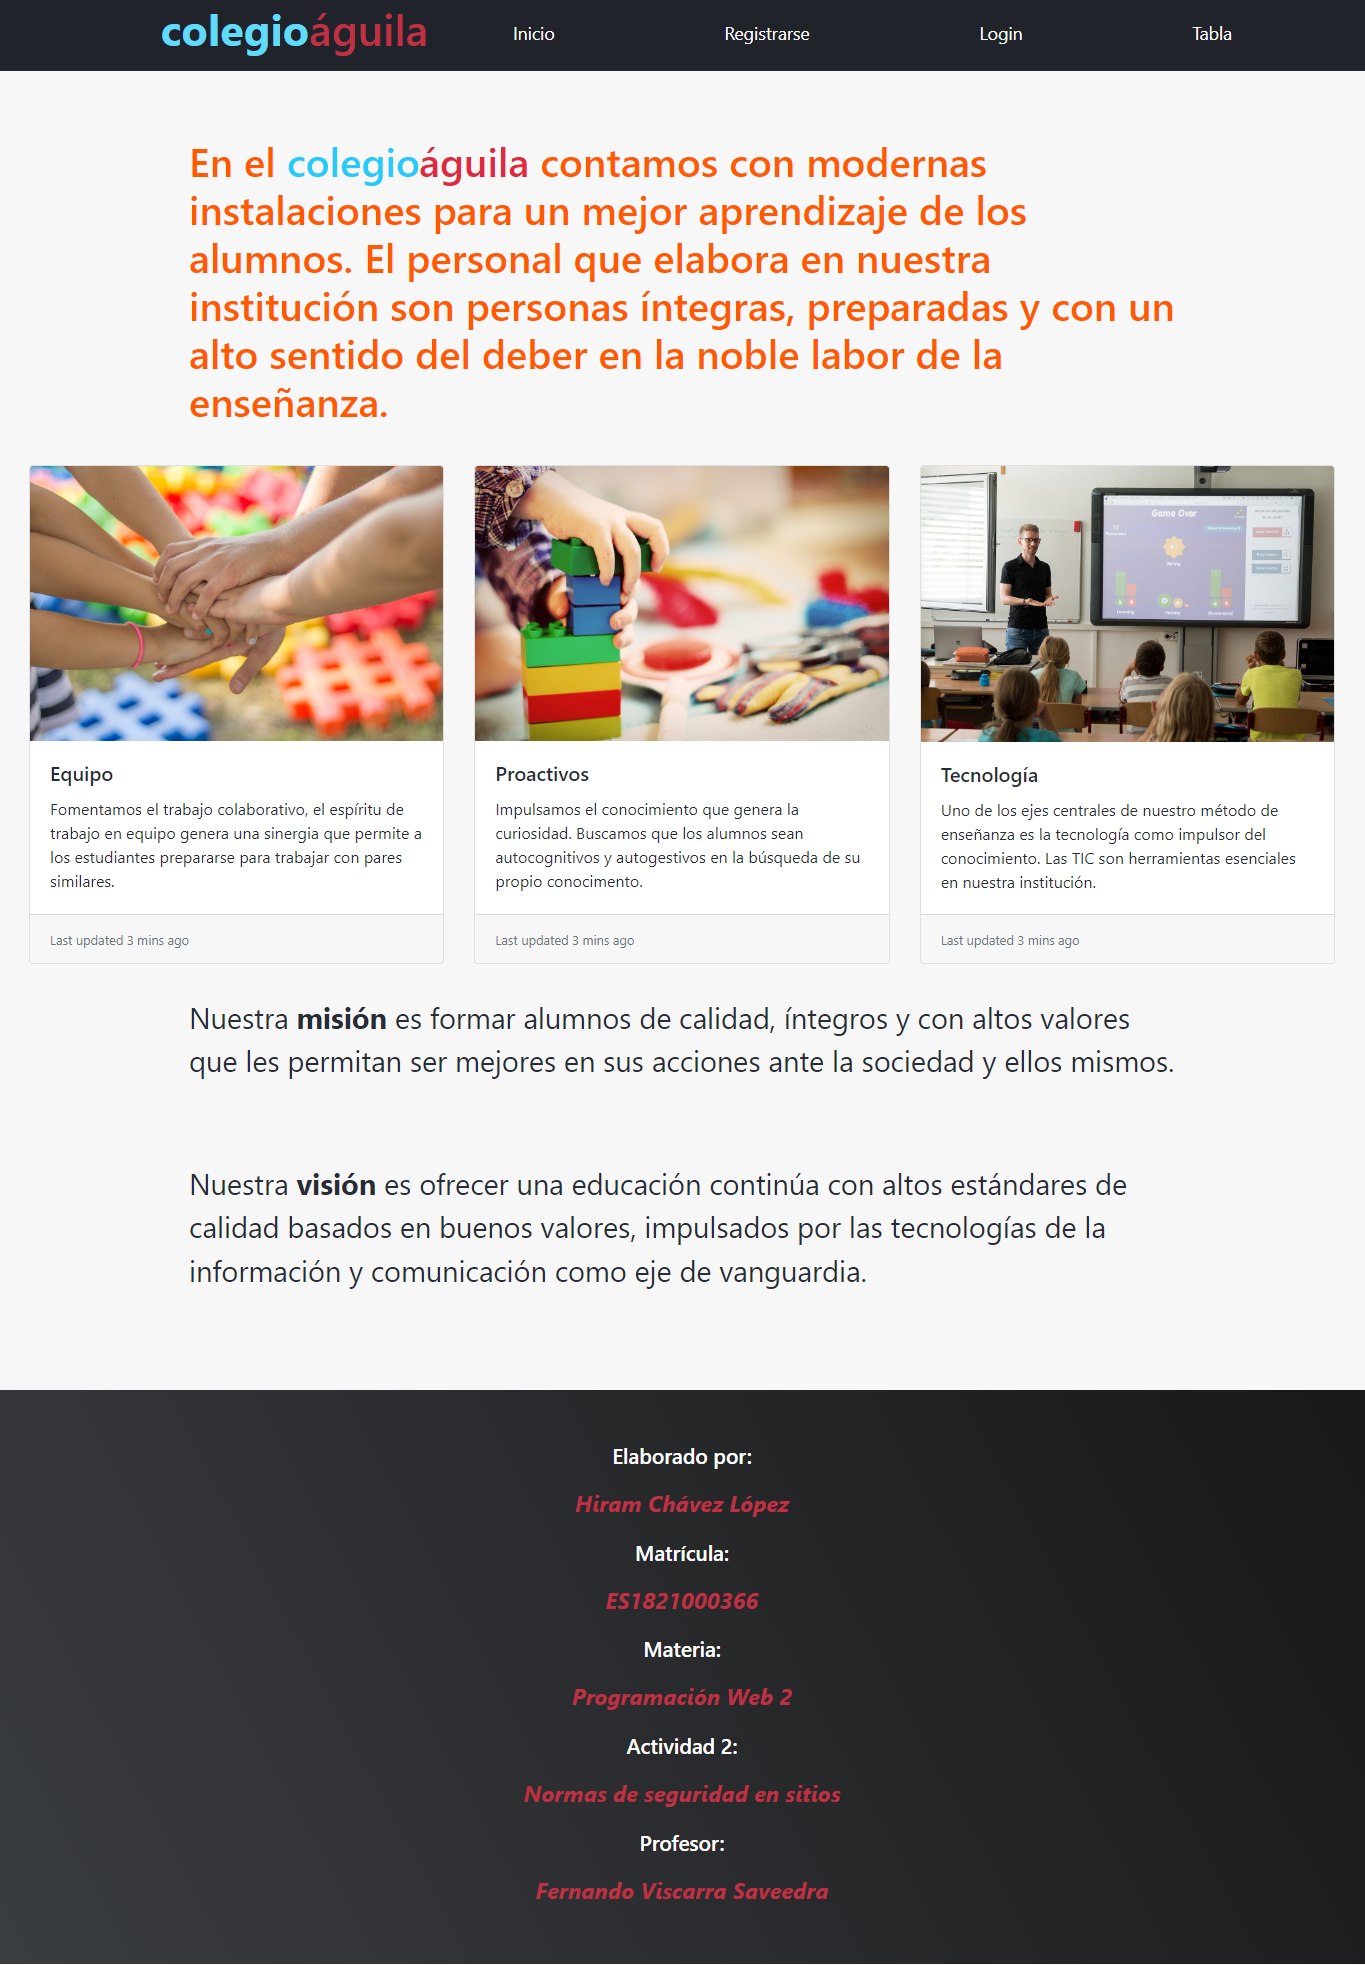 colegioáguila Inicio Registrarse Login Tabla
En el colegioáguila contamos con modernas
instalaciones para un mejor aprendizaje de los
alumnos. El personal que elabora en nuestra
institución son personas íntegras, preparadas y con un
alto sentido del deber en la noble labor de la
enseñanza.
Game Over
Equipo
Fomentamos el trabajo colaborativo, el espíritu de
trabajo en equipo genera una sinergia que permite a
los estudiantes prepararse para trabajar con pares
similares.
Last updated 3 mins ago
Proactivos
Impulsamos el conocimiento que genera la
curiosidad. Buscamos que los alumnos sean
autocognitivos y autogestivos en la búsqueda de su
propio conocimento.
Last updated 3 mins ago
Tecnología
Uno de los ejes centrales de nuestro método de
enseñanza es la tecnología como impulsor del
conocimiento. Las TIC son herramientas esenciales
en nuestra institución.
Last updated 3 mins ago
Nuestra misión es formar alumnos de calidad, íntegros y con altos valores
que les permitan ser mejores en sus acciones ante la sociedad y ellos mismos.
Nuestra visión es ofrecer una educación continúa con altos estándares de
calidad basados en buenos valores, impulsados por las tecnologías de la
información y comunicación como eje de vanguardia.
Elaborado por:
Hiram Chávez López
Matrícula:
ES1821000366
Materia:
Programación Web 2
Actividad 2:
Normas de seguridad en sitios
Profesor:
Fernando Viscarra Saveedra